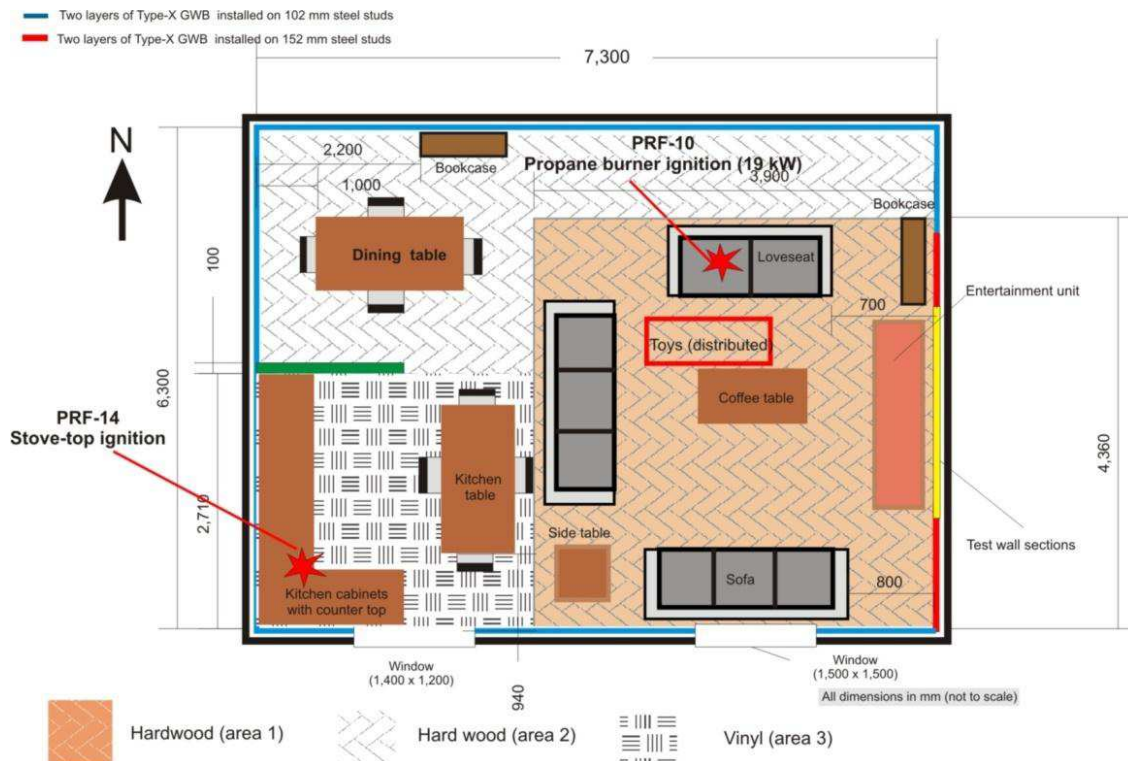 Two layers of Type-X GWB installed on 102 mm steel studs
Two layers of Type-X GWB installed on 152 mm steel studs
7,300
N
2,200
1,000
Bookcase
PRF-10
Propane burner ignition (19 kW)
3,900
Bookcase
Dining table
Loveseat
100
700
Entertainment unit
Toys (distributed)
Coffee table
6,300
PRF-14
Stove-top ignition
4,360
2,710
Kitchen
table
Side table
Test wall sections
Sofa
800
Kitchen cabinets
with counter top
Window
(1,400 x 1,200)
940
Window
(1,500 x 1,500)
All dimensions in mm (not to scale)
Hardwood (area 1)
Hard wood (area 2)
Vinyl (area 3)